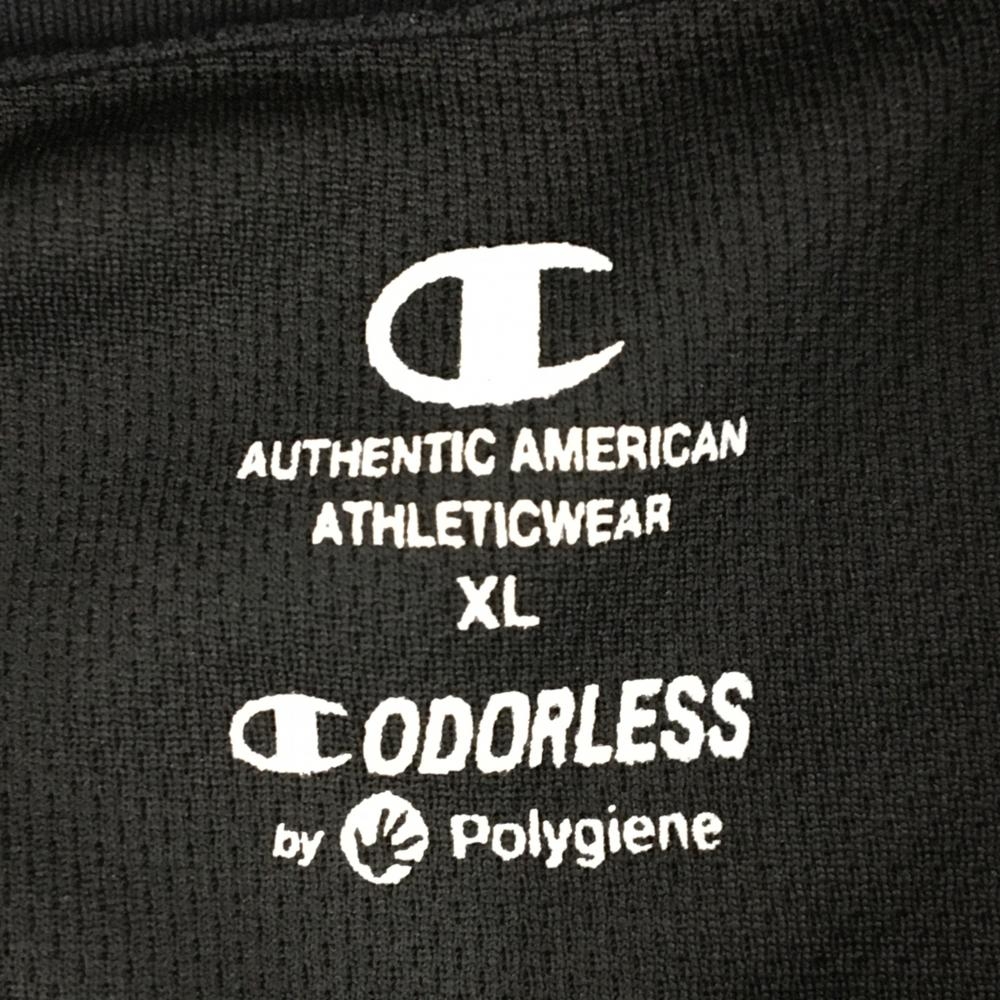 AUTHENTIC AMERICAN
ATHLETICWEAR
XL
ODORLESS
by Polygiene